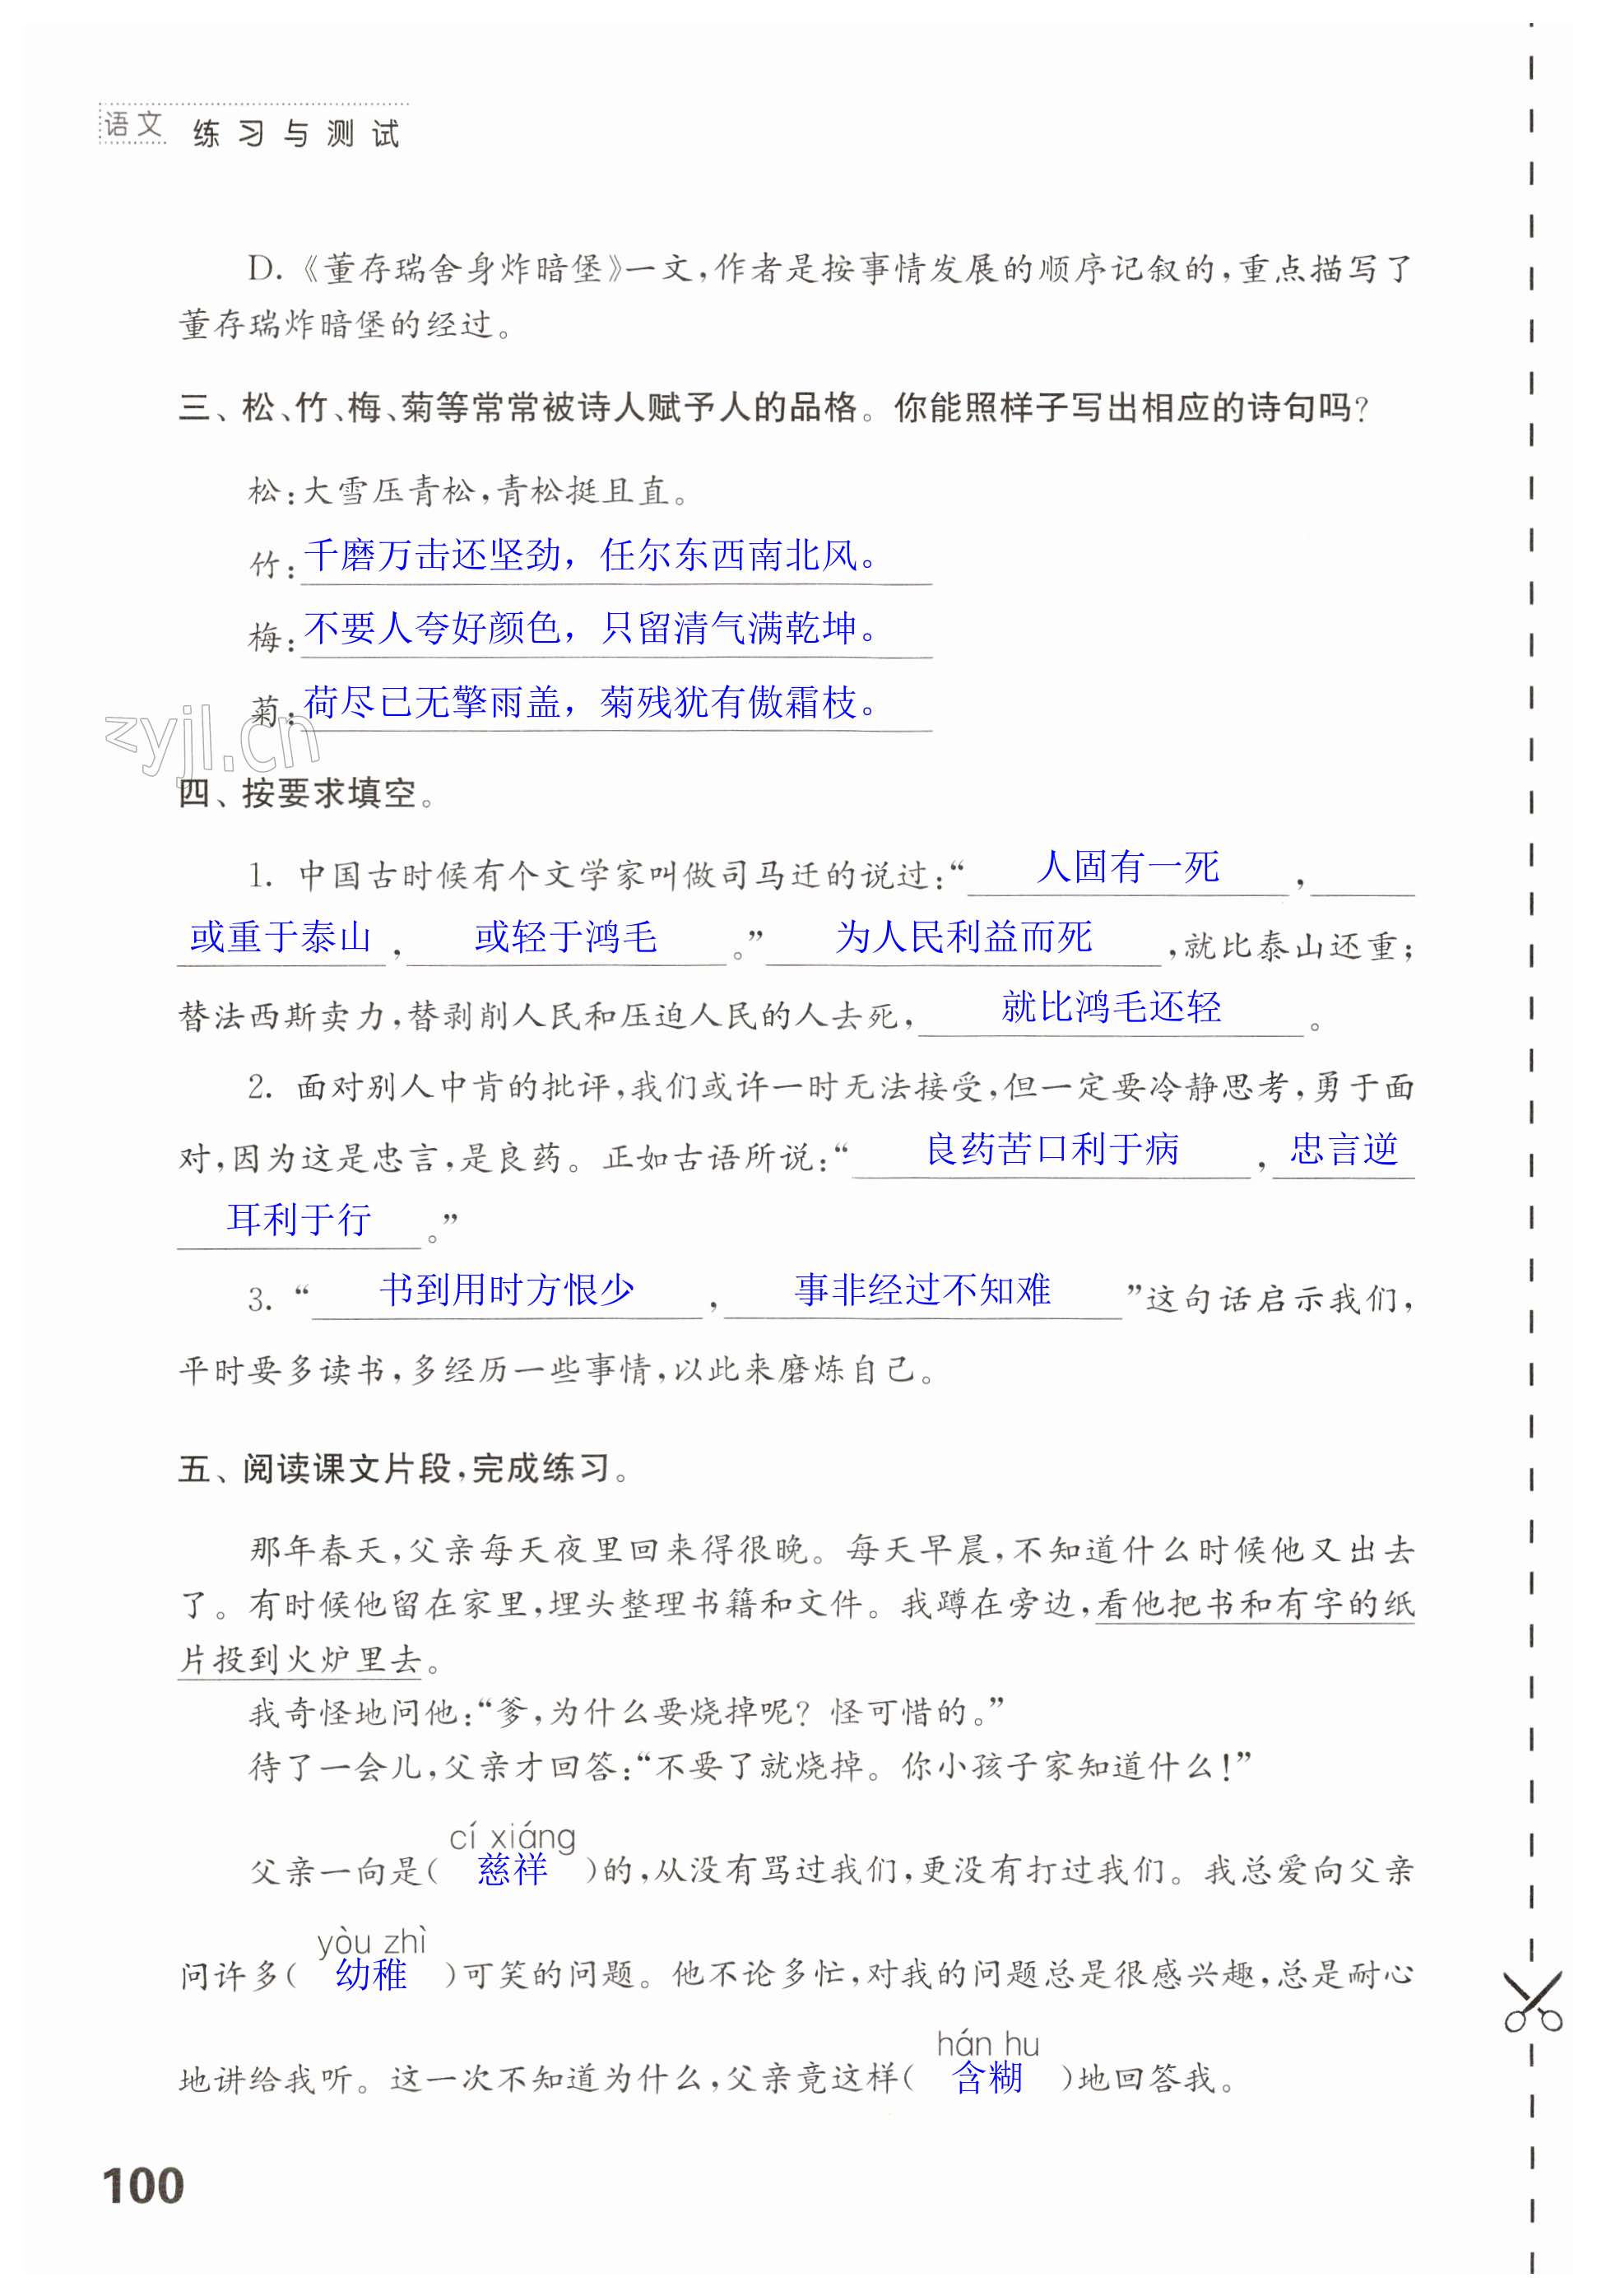 语文 练习与测试
D.《董存瑞舍身炸暗堡》一文,作者是按事情发展的顺序记叙的,重点描写了
董存瑞炸暗堡的经过。
三、松、竹、梅、菊等常常被诗人赋予人的品格。你能照样子写出相应的诗句吗?
松:大雪压青松,青松挺且直。
竹:千磨万击还坚劲，任尔东西南北风。
梅:不要人夸好颜色，只留清气满乾坤。
菊:荷尽已无擎雨盖，菊残犹有傲霜枝。
zyjl.cn
四、按要求填空。
1. 中国古时候有个文学家叫做司马迁的说过:“人固有一死,
或重于泰山,或轻于鸿毛。”为人民利益而死,就比泰山还重;
替法西斯卖力,替剥削人民和压迫人民的人去死,就比鸿毛还轻。
2. 面对别人中肯的批评,我们或许一时无法接受,但一定要冷静思考,勇于面
对,因为这是忠言,是良药。正如古语所说:“良药苦口利于病,忠言逆
耳利于行。”
3. “书到用时方恨少,事非经过不知难”这句话启示我们,
平时要多读书,多经历一些事情,以此来磨炼自己。
五、阅读课文片段,完成练习。
那年春天,父亲每天夜里回来得很晚。每天早晨,不知道什么时候他又出去
了。有时候他留在家里,埋头整理书籍和文件。我蹲在旁边,看他把书和有字的纸
片投到火炉里去。
我奇怪地问他:“爹,为什么要烧掉呢?怪可惜的。”
待了一会儿,父亲才回答:“不要了就烧掉。你小孩子家知道什么!”
cí xiáng
父亲一向是(慈祥)的,从没有骂过我们,更没有打过我们。我总爱向父亲
yòu zhì
问许多(幼稚)可笑的问题。他不论多忙,对我的问题总是很感兴趣,总是耐心
hán hu
地讲给我听。这一次不知道为什么,父亲竟这样(含糊)地回答我。
100